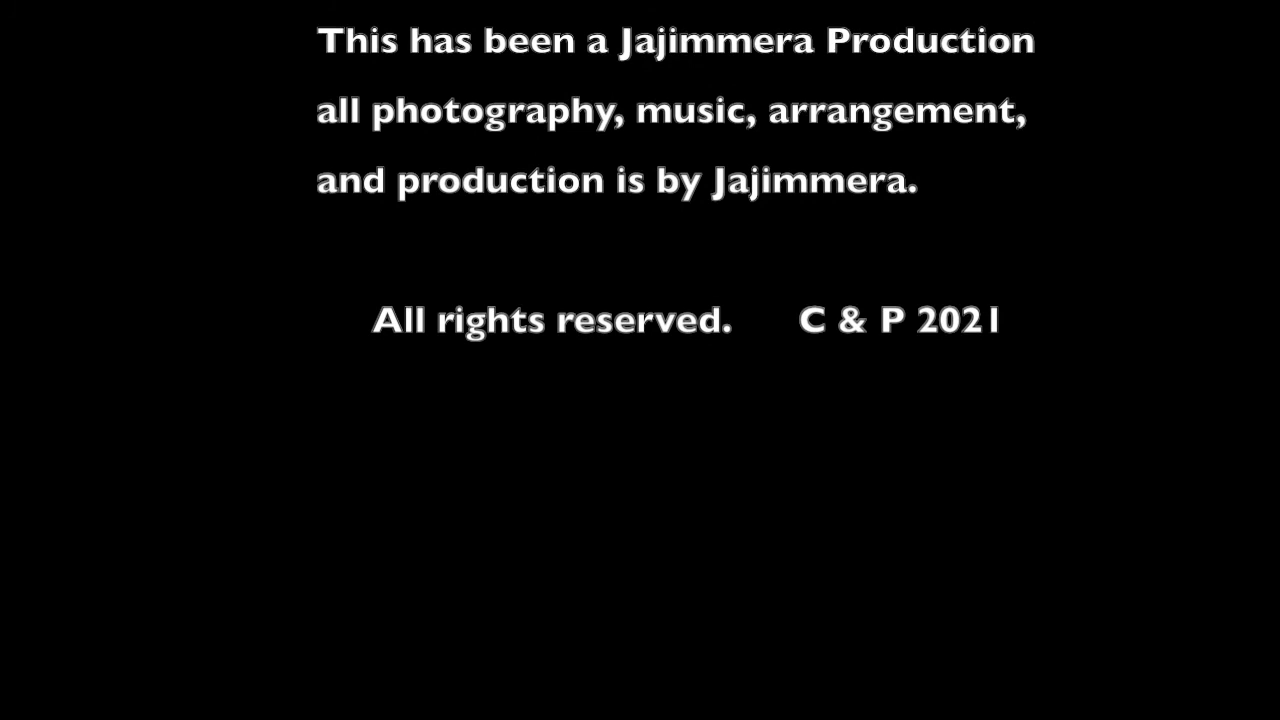 This has been a Jajimmera Production
all photography, music, arrangement,
and production is by Jajimmera.
All rights reserved. C & P 2021